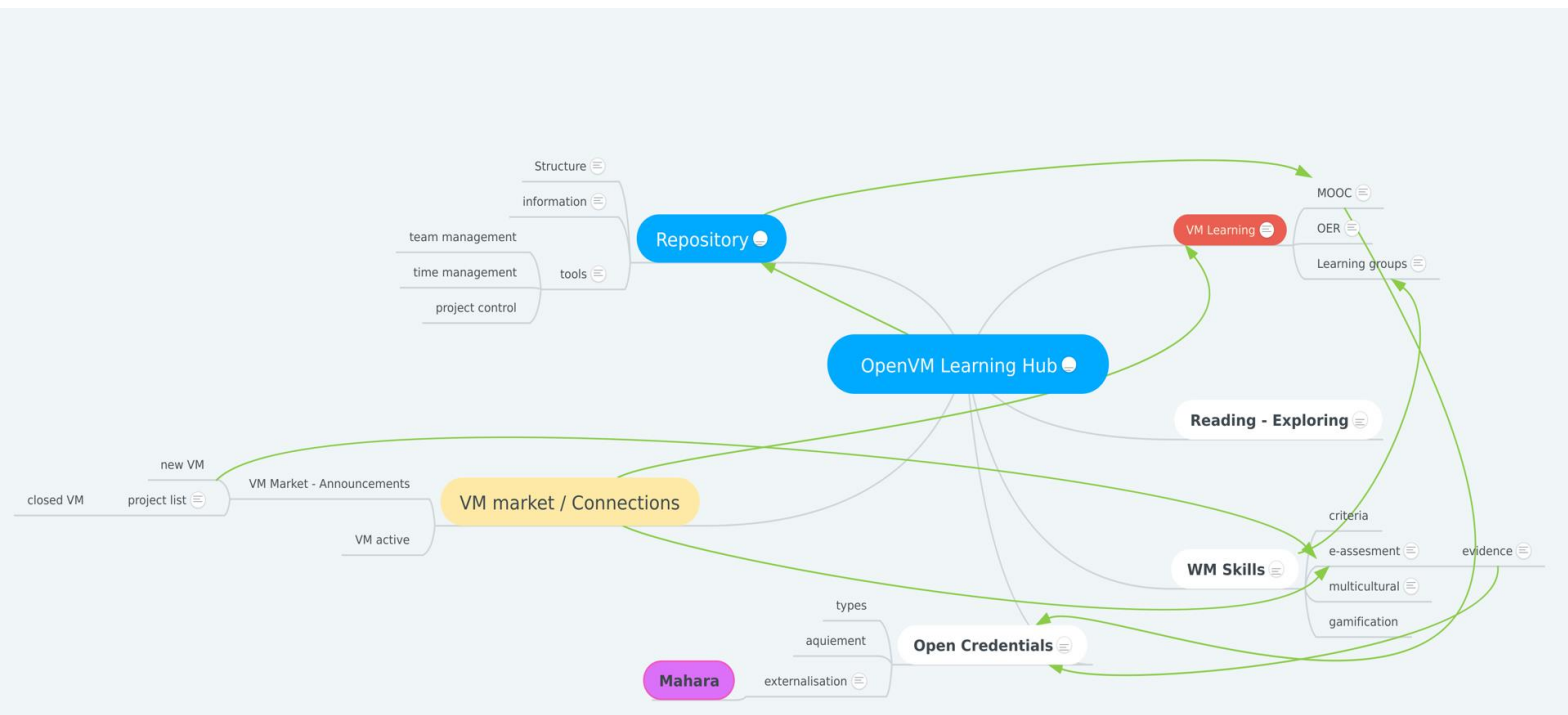 Structure
information
team management
time management
project control
tools
Repository
MOOC
OER
Learning groups
VM Learning
OpenVM Learning Hub
Reading - Exploring
new VM
closed VM
project list
VM Market - Announcements
VM active
VM market / Connections
criteria
e-assesment
evidence
multicultural
gamification
WM Skills
types
aquiement
externalisation
Mahara
Open Credentials